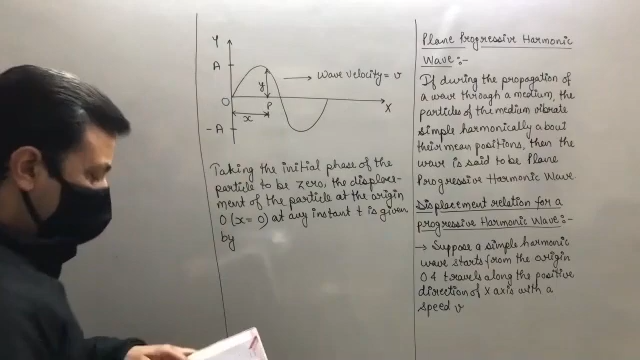 Y
A
y
Wave Velocity = v
O
P
X
x
-A
Taking the initial phase of the
particle to be zero, the displace-
ment of the particle at the origin
O (x = 0) at any instant t is given
by
Plane Progressive Harmonic
Wave:-
If during the propagation of
a wave through a medium, the
particles of the medium vibrate
simple harmonically about
their mean positions, then the
wave is said to be Plane
Progressive Harmonic Wave.
Displacement relation for a
progressive Harmonic Wave:-
→ Suppose a simple harmonic
wave starts from the origin
O & travels along the positive
direction of X axis with a
speed v